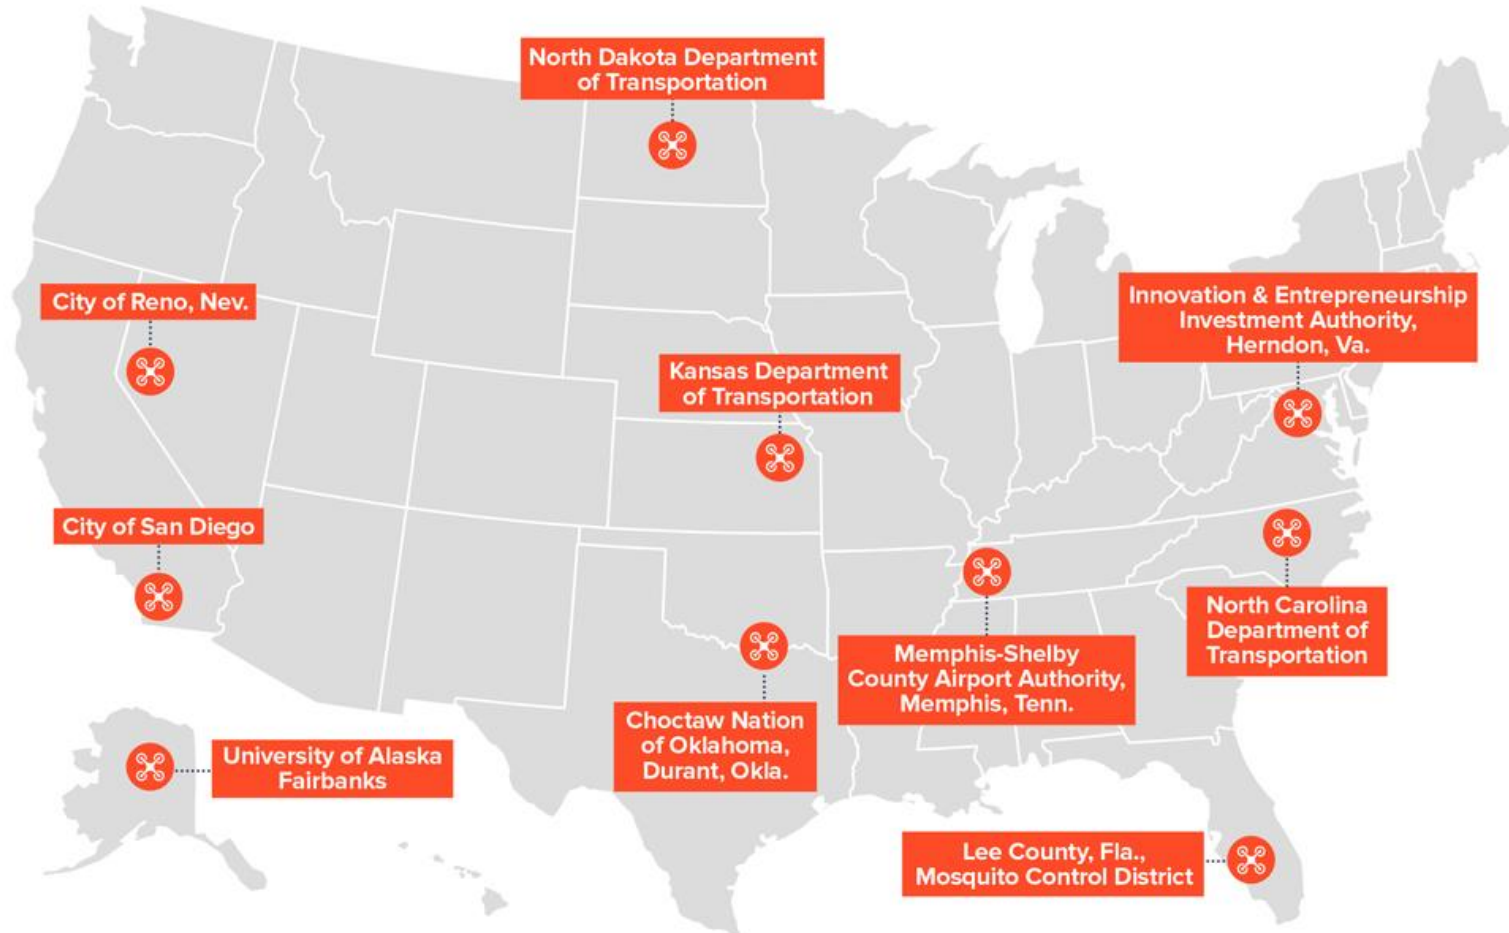 North Dakota Department
of Transportation
City of Reno, Nev.
Innovation & Entrepreneurship
Investment Authority,
Herndon, Va.
Kansas Department
of Transportation
City of San Diego
North Carolina
Department of
Transportation
Memphis-Shelby
County Airport Authority,
Memphis, Tenn.
Choctaw Nation
of Oklahoma,
Durant, Okla.
University of Alaska
Fairbanks
Lee County, Fla.,
Mosquito Control District